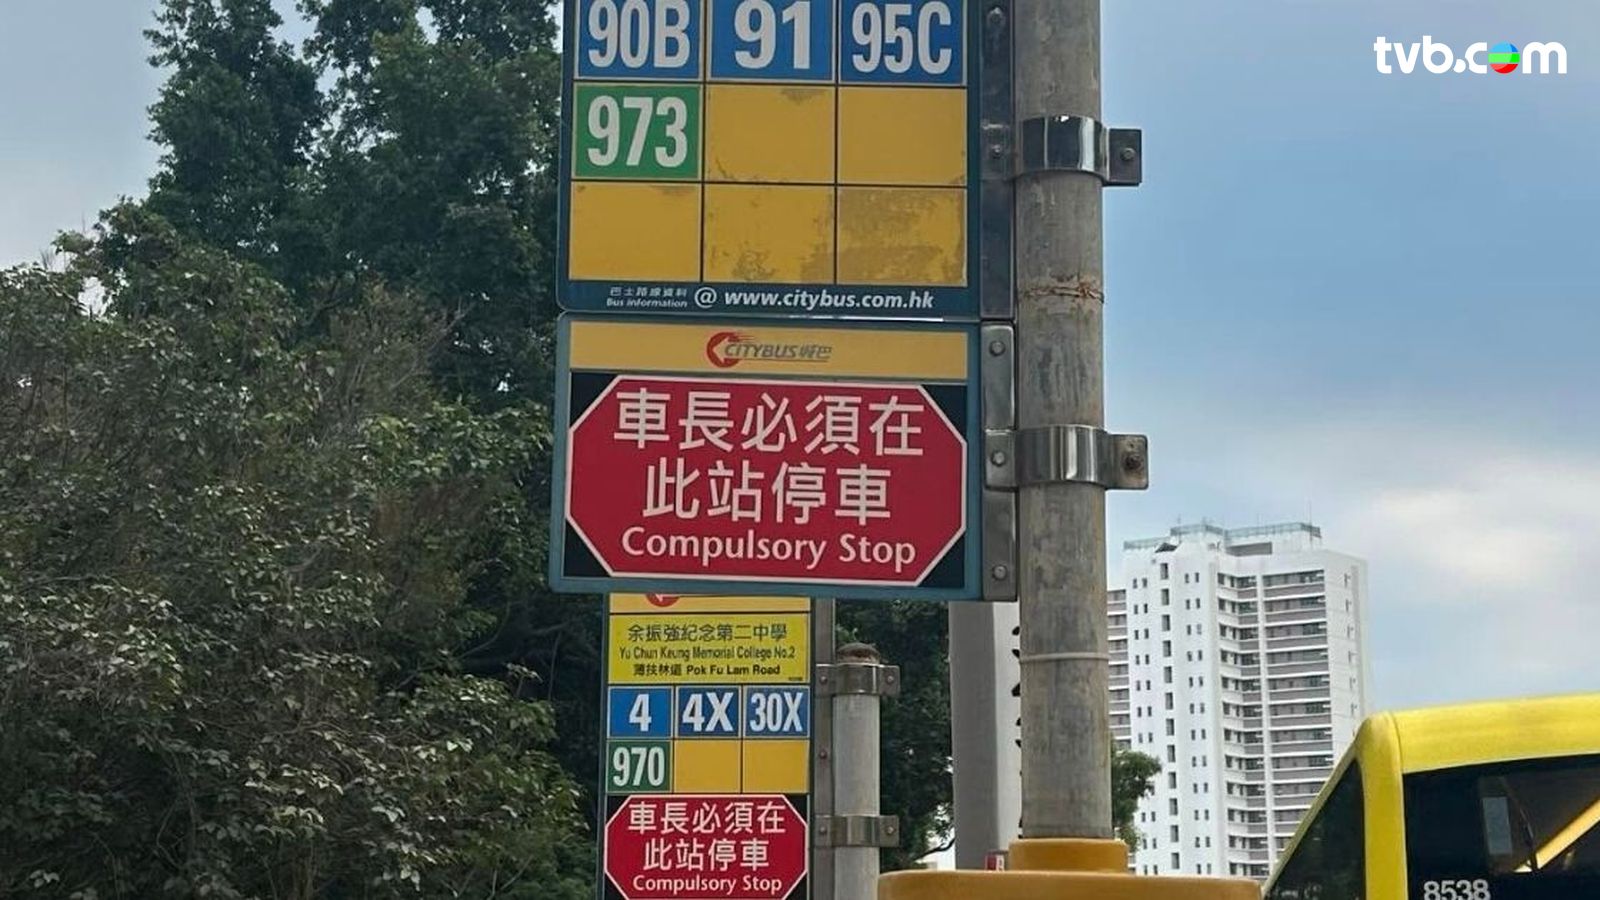 tvb.com
90B 91 95C
973
巴士路線資料
Bus information @ www.citybus.com.hk
CITYBUS 城巴
車長必須在
此站停車
Compulsory Stop
余振強紀念第二中學
Yu Chun Keung Memorial College No.2
薄扶林道 Pok Fu Lam Road
4 4X 30X
970
車長必須在
此站停車
Compulsory Stop
8538